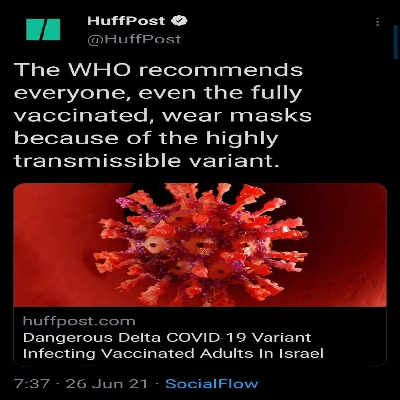 HuffPost
@HuffPost
The WHO recommends
everyone, even the fully
vaccinated, wear masks
because of the highly
transmissible variant.
huffpost.com
Dangerous Delta COVID-19 Variant
Infecting Vaccinated Adults In Israel
7:37 · 26 Jun 21 · SocialFlow